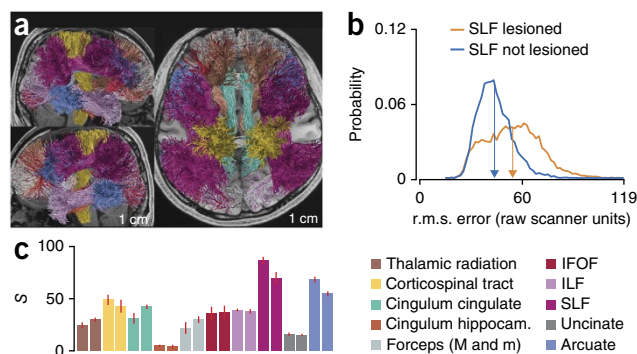 a
1 cm
1 cm
b
SLF lesioned
SLF not lesioned
0.12
0.06
0
Probability
0
60
119
r.m.s. error (raw scanner units)
c
100
50
0
S
Thalamic radiation
Corticospinal tract
Cingulum cingulate
Cingulum hippocam.
Forceps (M and m)
IFOF
ILF
SLF
Uncinate
Arcuate